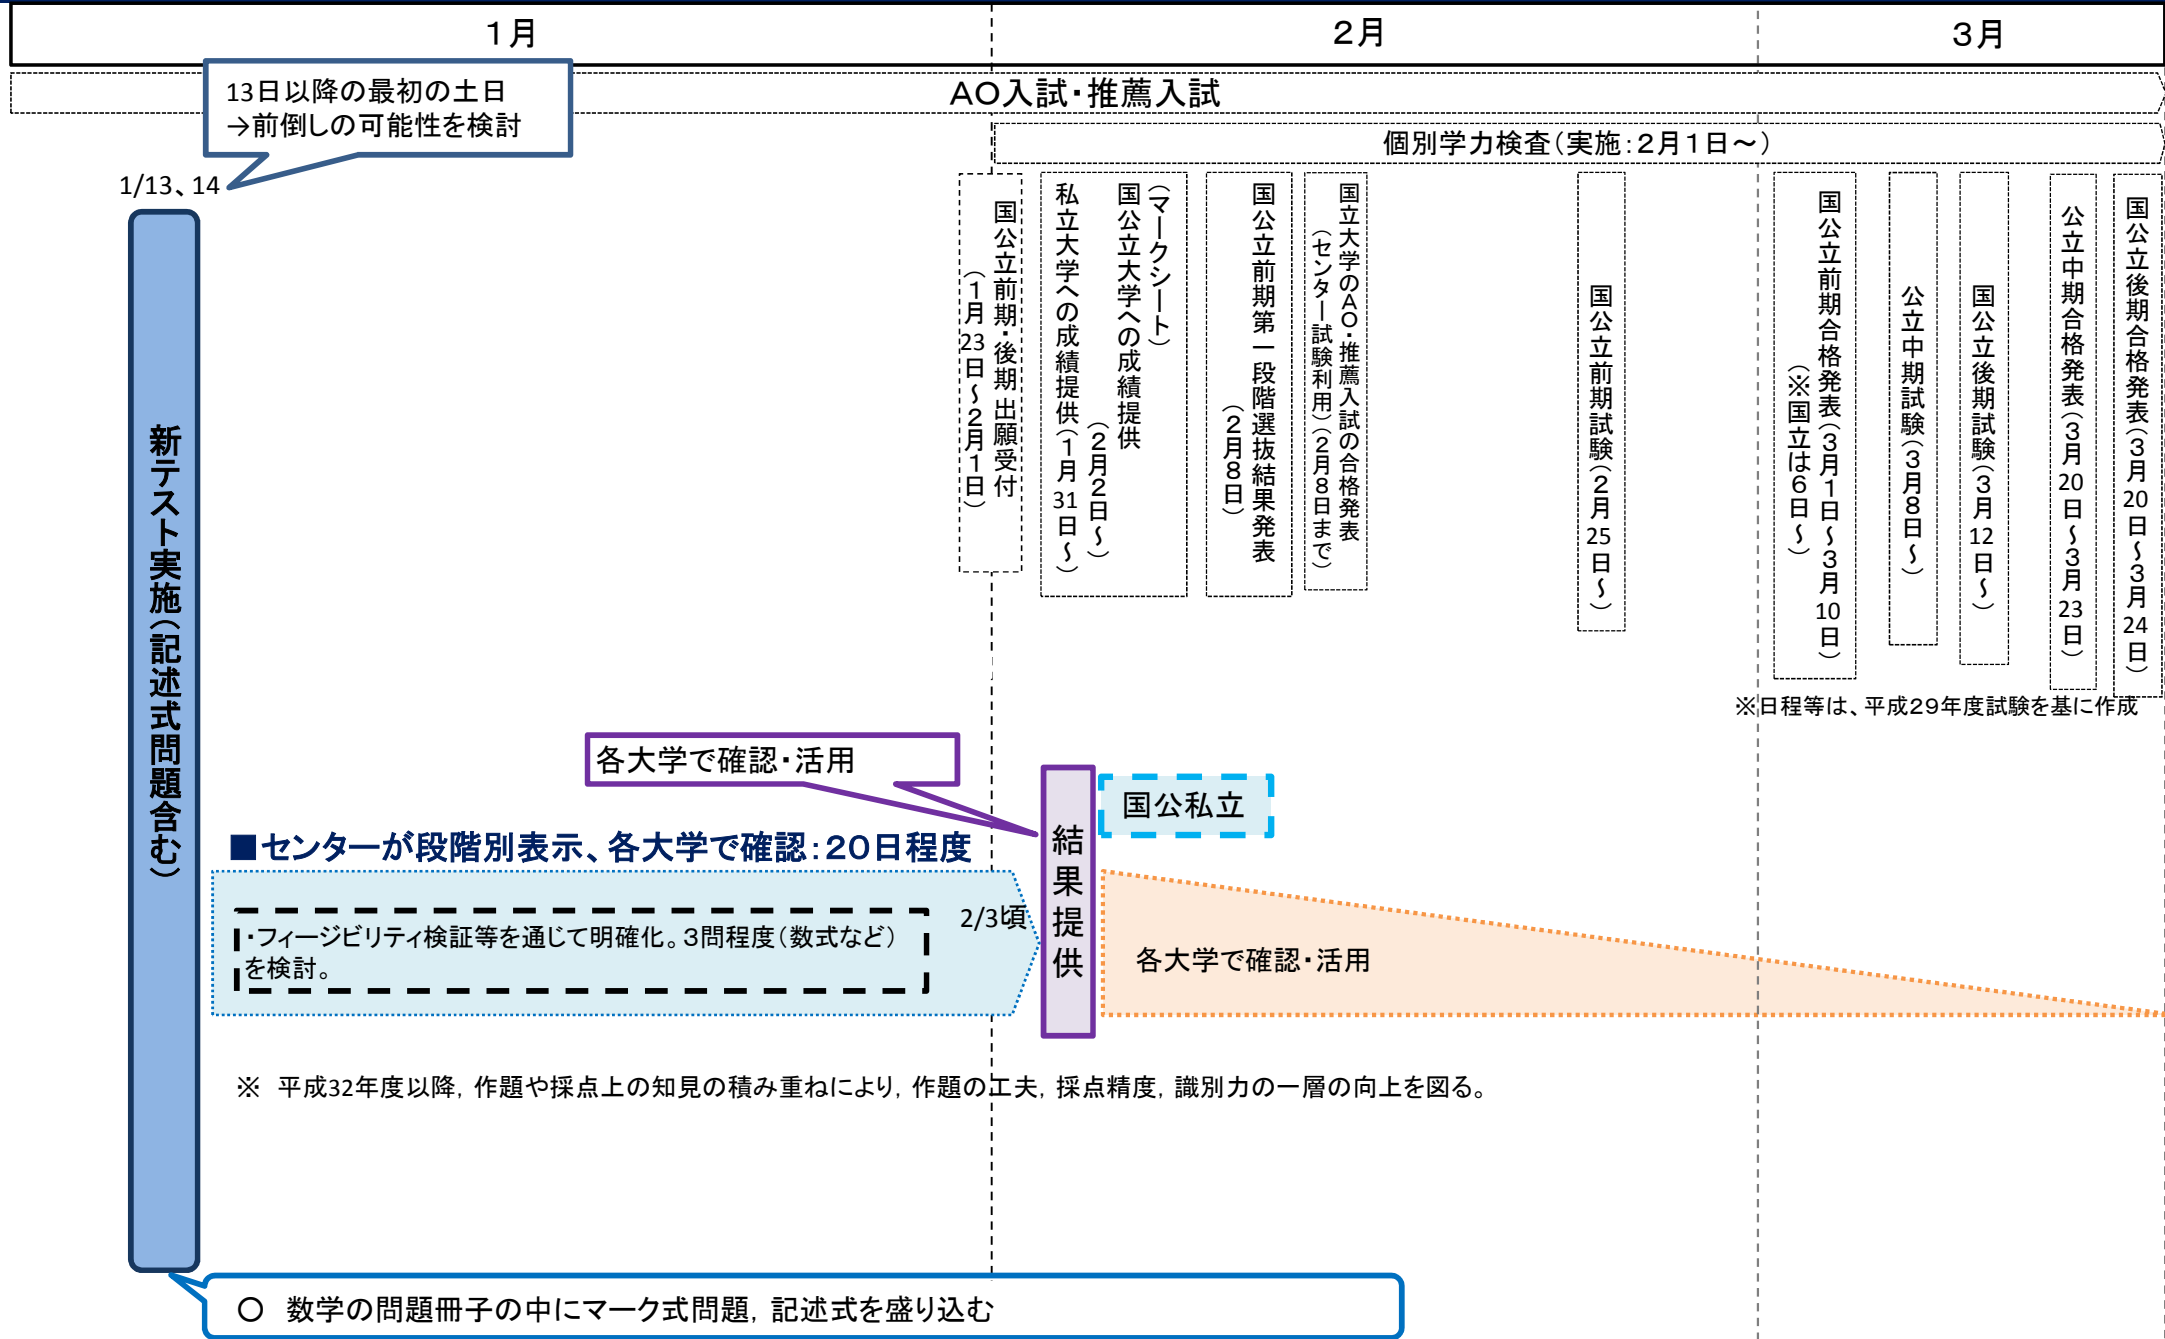 1月
2月
3月
AO入試・推薦入試
13日以降の最初の土日
→前倒しの可能性を検討
個別学力検査(実施:2月1日～)
1/13、14
新テスト実施(記述式問題含む)
国公立前期・後期 出願受付
(1月23日～2月1日)
(マークシート)
国公立大学への成績提供
(2月2日～)
私立大学への成績提供(1月31日～)
国公立前期第一段階選抜結果発表
(2月8日)
国立大学のAO・推薦入試の合格発表
(センター試験利用)(2月8日まで)
国公立前期試験(2月25日～)
国公立前期合格発表(3月1日～3月10日)
(※国立は6日～)
公立中期試験(3月8日～)
国公立後期試験(3月12日～)
公立中期合格発表(3月20日～3月23日)
国公立後期合格発表(3月20日～3月24日)
※日程等は、平成29年度試験を基に作成
各大学で確認・活用
国公私立
結果提供
■センターが段階別表示、各大学で確認:20日程度
2/3頃
・フィージビリティ検証等を通じて明確化。3問程度(数式など)
を検討。
各大学で確認・活用
※ 平成32年度以降,作題や採点上の知見の積み重ねにより,作題の工夫,採点精度,識別力の一層の向上を図る。
○ 数学の問題冊子の中にマーク式問題,記述式を盛り込む